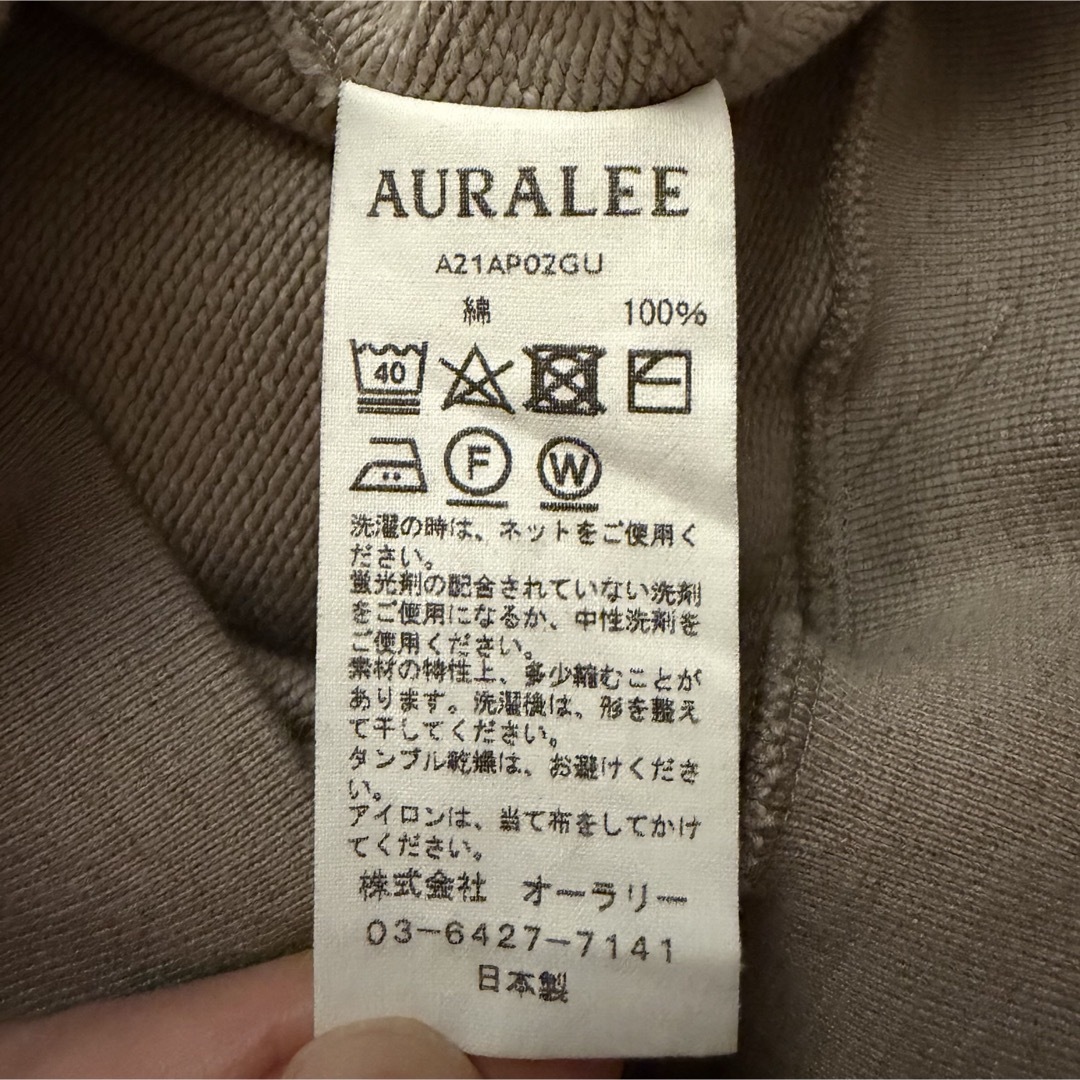 AURALEE
A21AP02GU
綿 100%
40
F W
洗濯の時は、ネットをご使用く
ださい。
蛍光剤の配合されていない洗剤
をご使用になるか、中性洗剤を
ご使用ください。
素材の特性上、多少縮むことが
あります。洗濯後は、形を整え
て干してください。
タンブル乾燥は、お避けくださ
い。
アイロンは、当て布をしてかけ
てください。
株式会社 オーラリー
03-6427-7141
日本製